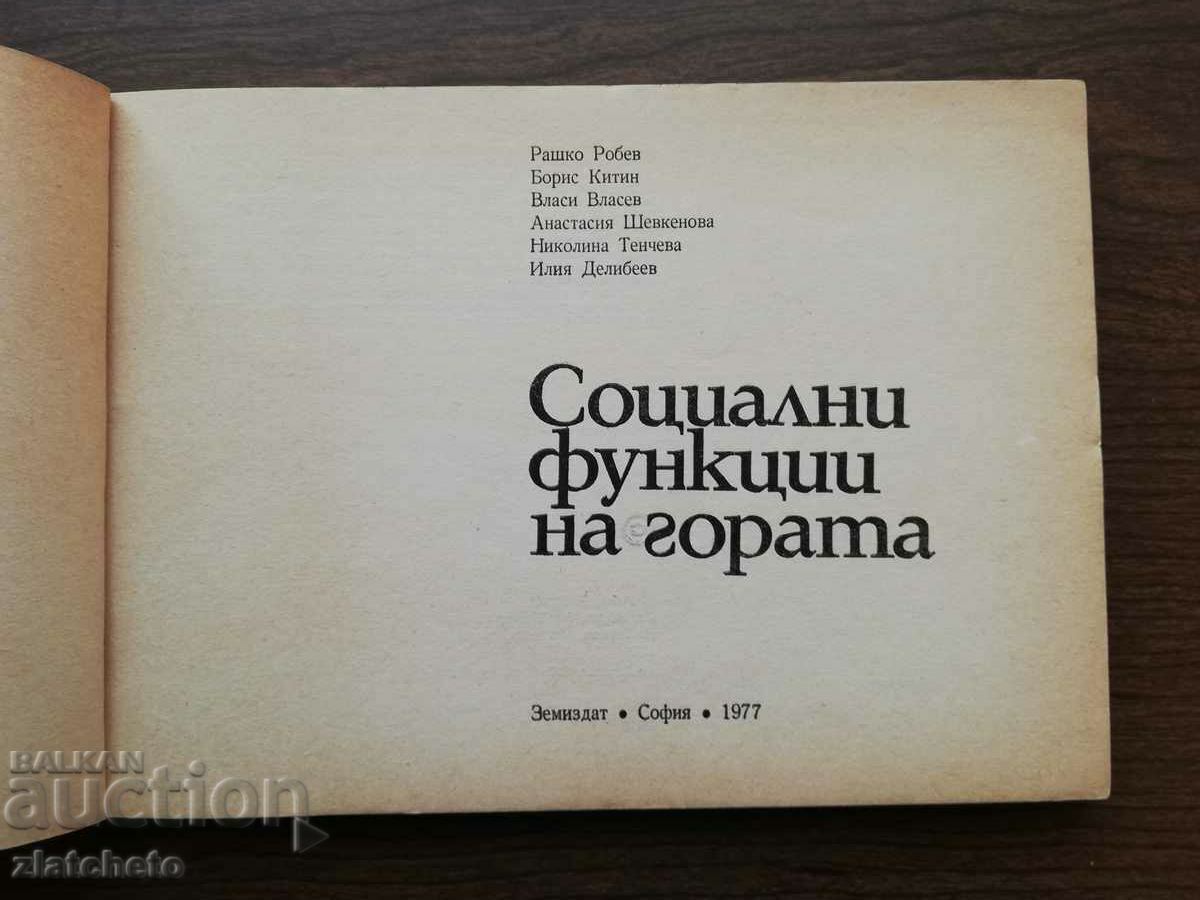 Рашко Робев
Борис Китин
Власи Власев
Анастасия Шевкенова
Николина Тенчева
Илия Делибеев
Социални
функции
на гората
Земиздат • София • 1977
BALKAN
auction
zlatcheto